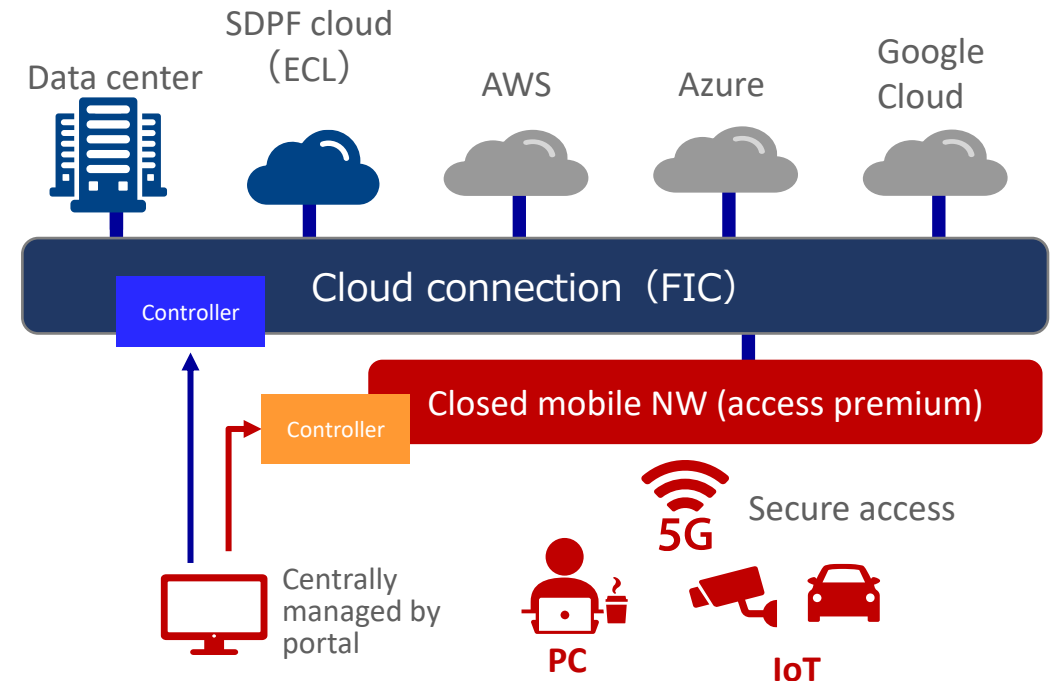 SDPF cloud
（ECL）
Data center
AWS
Azure
Google
Cloud
Cloud connection（FIC）
Controller
Closed mobile NW (access premium)
Controller
5G
Secure access
Centrally
managed by
portal
PC
IoT